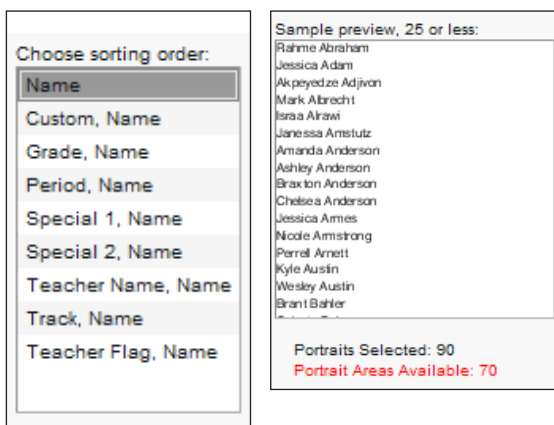 Choose sorting order:
Name
Custom, Name
Grade, Name
Period, Name
Special 1, Name
Special 2, Name
Teacher Name, Name
Track, Name
Teacher Flag, Name
Sample preview, 25 or less:
Rahme Abraham
Jessica Adam
Akpeyedze Adjivon
Mark Albrecht
Israa Alrawi
Janessa Amstutz
Amanda Anderson
Ashley Anderson
Braxton Anderson
Chelsea Anderson
Jessica Armes
Nicole Armstrong
Perrell Arnett
Kyle Austin
Wesley Austin
Brant Bahler
Portraits Selected: 90
Portrait Areas Available: 70